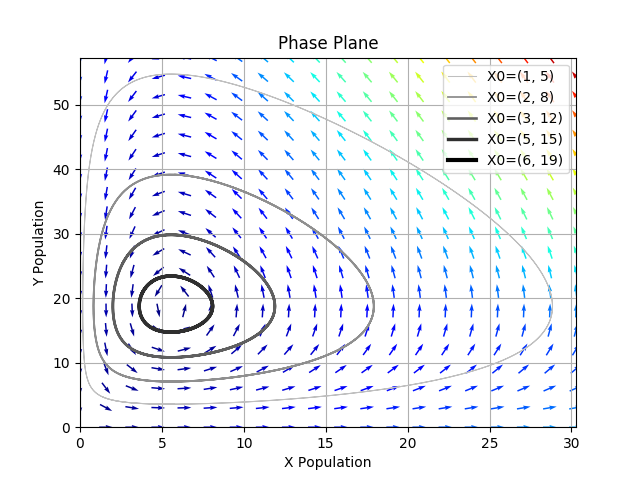 Phase Plane
X0=(1, 5)
X0=(2, 8)
X0=(3, 12)
X0=(5, 15)
X0=(6, 19)
Y Population
50
40
30
20
10
0
0 5 10 15 20 25 30
X Population